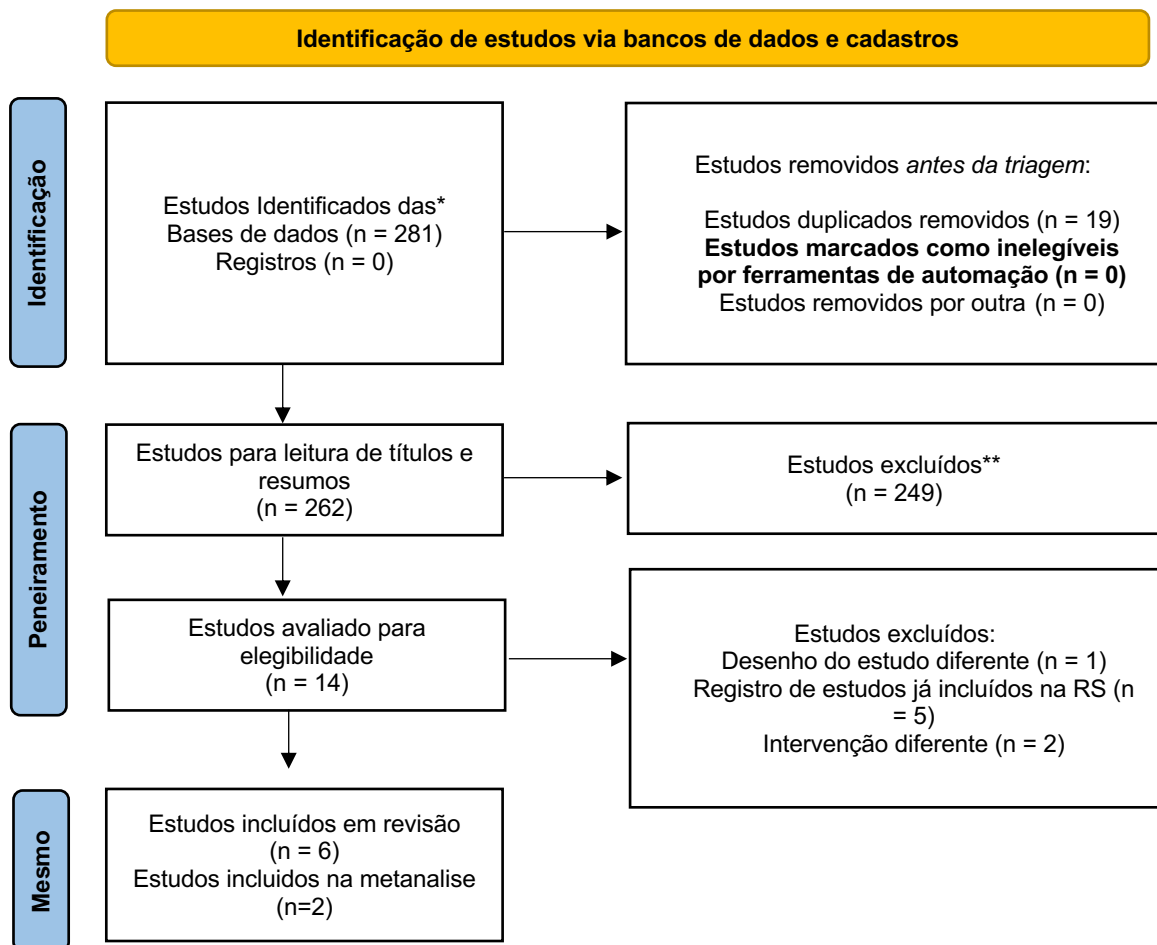 Identificação de estudos via bancos de dados e cadastros
Identificação
Estudos Identificados das*
Bases de dados (n = 281)
Registros (n = 0)
Estudos removidos antes da triagem:
Estudos duplicados removidos (n = 19)
Estudos marcados como inelegíveis
por ferramentas de automação (n = 0)
Estudos removidos por outra (n = 0)
Peneiramento
Estudos para leitura de títulos e
resumos
(n = 262)
Estudos excluídos**
(n = 249)
Estudos avaliado para
elegibilidade
(n = 14)
Estudos excluídos:
Desenho do estudo diferente (n = 1)
Registro de estudos já incluídos na RS (n
= 5)
Intervenção diferente (n = 2)
Mesmo
Estudos incluídos em revisão
(n = 6)
Estudos incluidos na metanalise
(n=2)